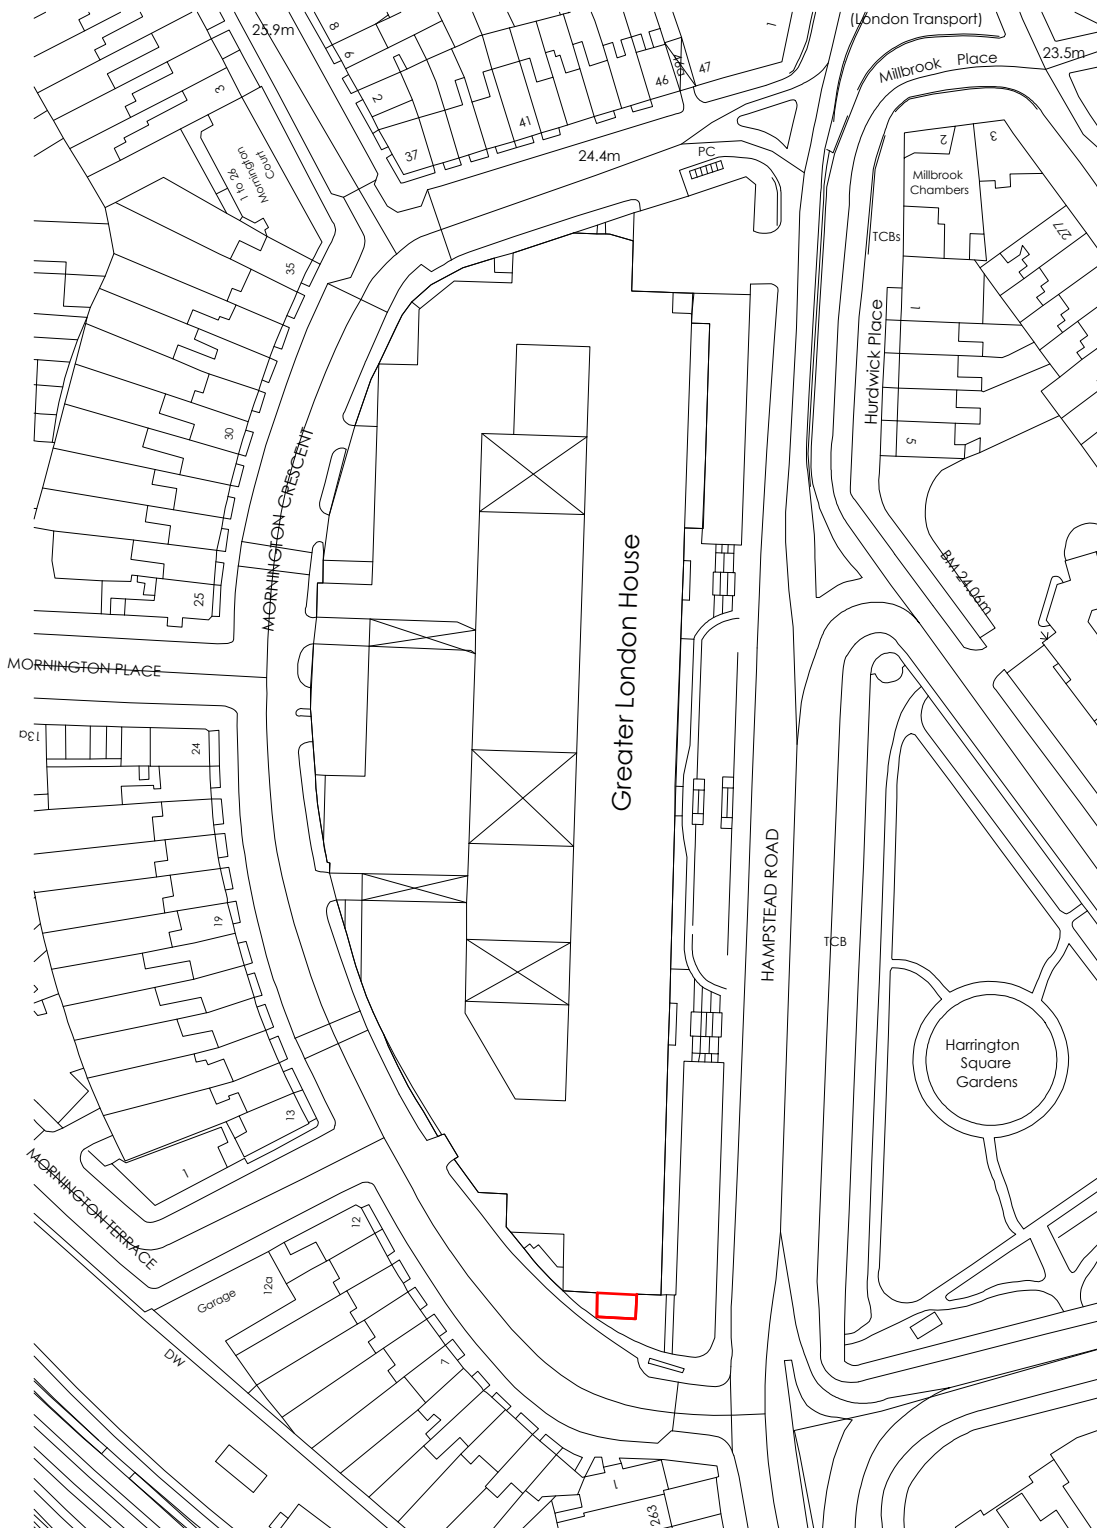 (London Transport)
25.9m
8
6
1
23.5m
Millbrook Place
47
46a
46
3
2
41
37
24.4m
PC
2
3
Millbrook
Chambers
1 to 26
Mornington
Court
TCBs
277
35
1
Hurdwick Place
30
5
MORNINGTON CRESCENT
Greater London House
BM 24.06m
25
MORNINGTON PLACE
13a
24
HAMPSTEAD ROAD
19
TCB
Harrington
Square
Gardens
13
1
MORNINGTON TERRACE
12
12a
Garage
DW
7
1
263